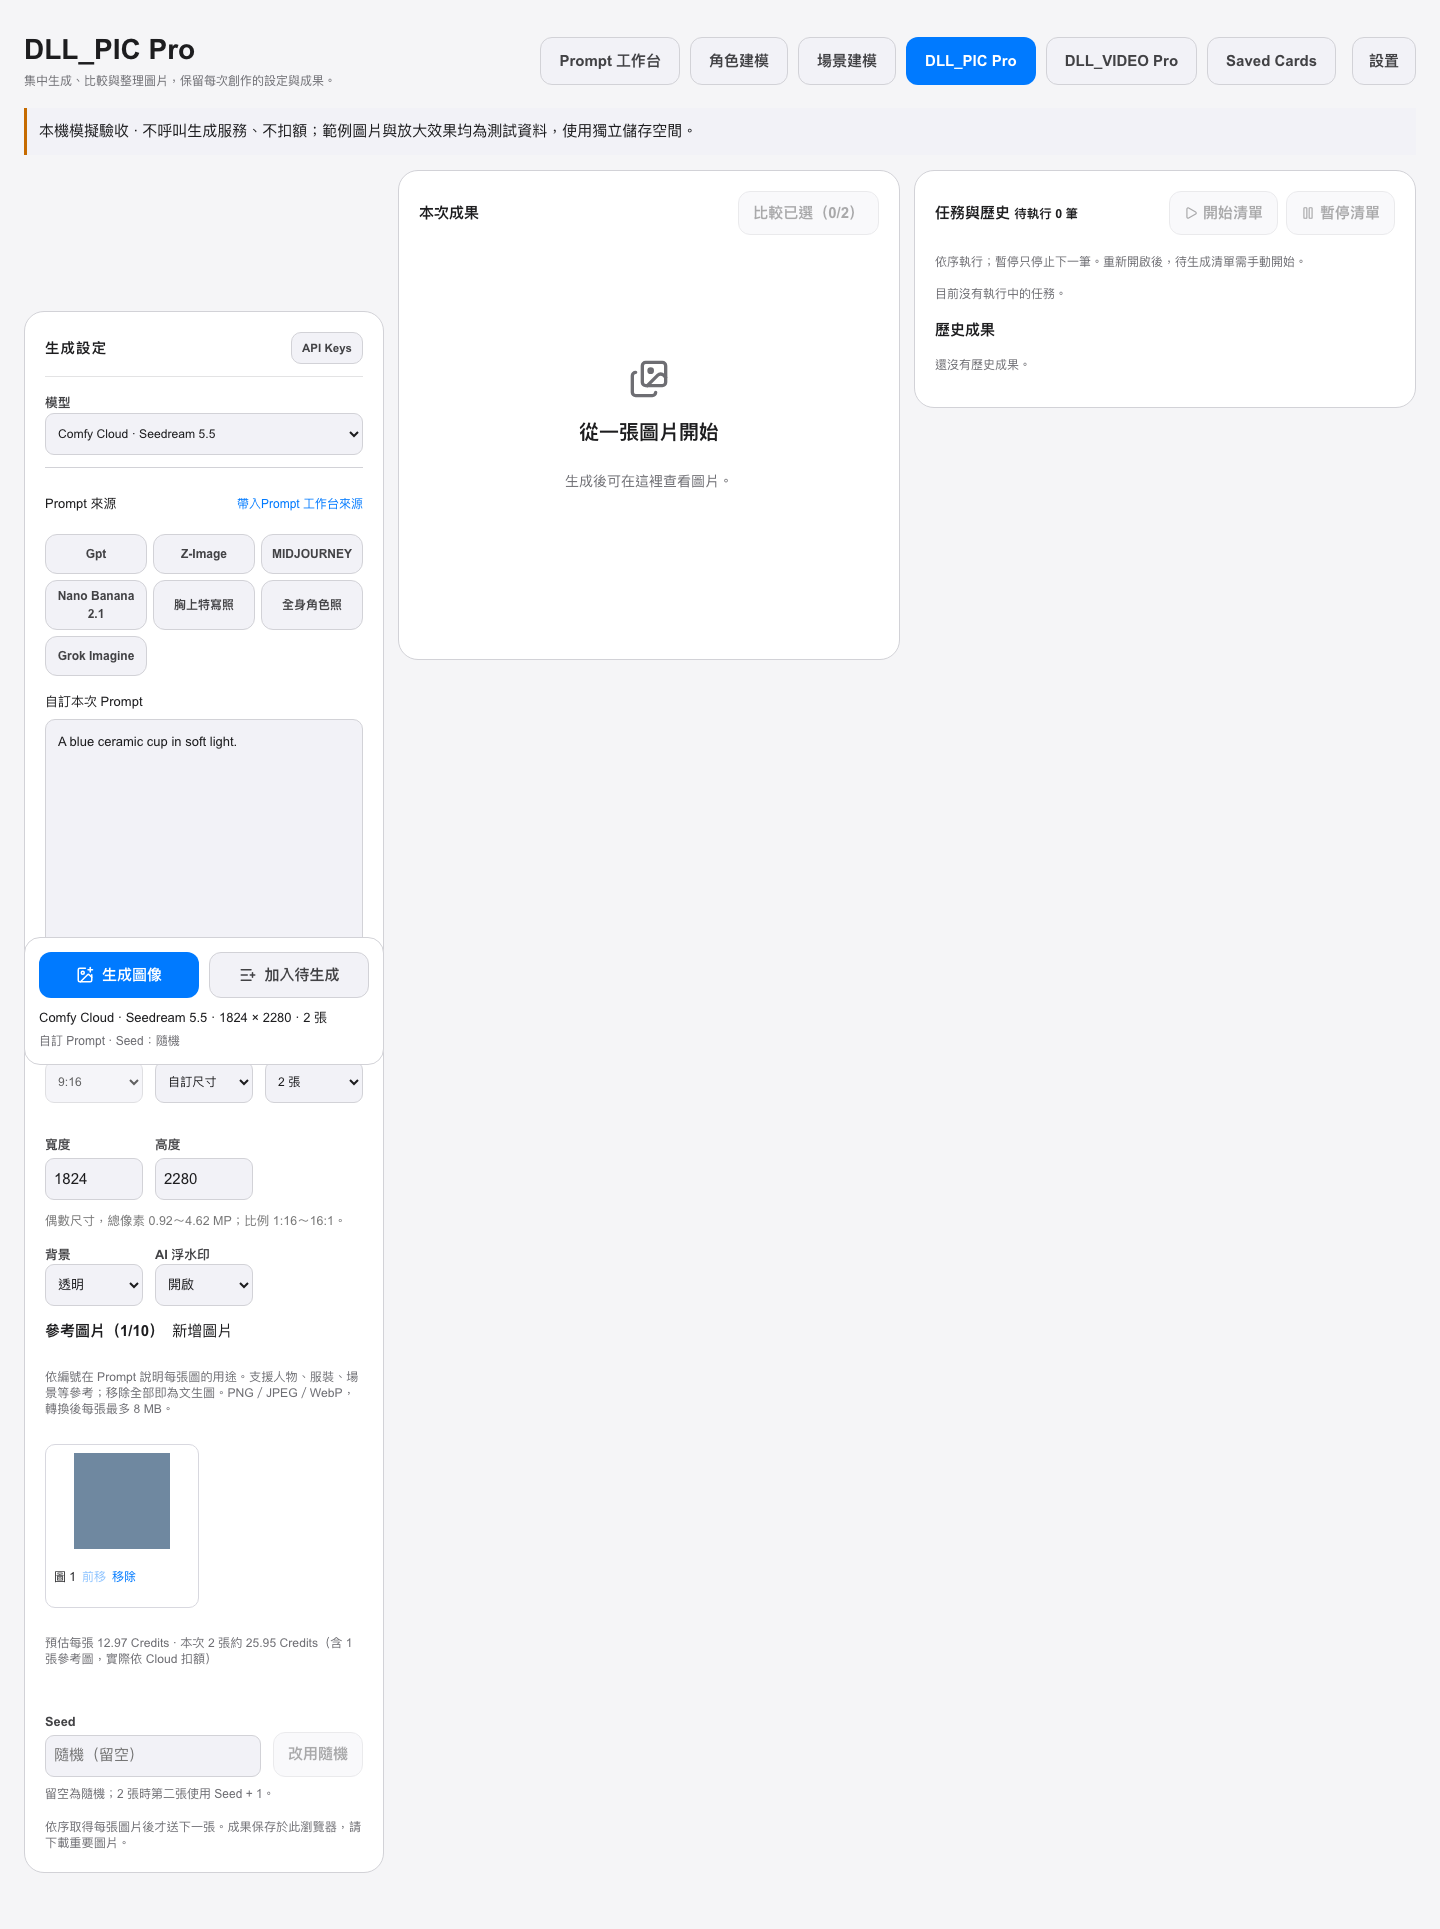 DLL_PIC Pro
集中生成、比較與整理圖片，保留每次創作的設定與成果。
Prompt 工作台
角色建模
場景建模
DLL_PIC Pro
DLL_VIDEO Pro
Saved Cards
設置
本機模擬驗收 · 不呼叫生成服務、不扣額；範例圖片與放大效果均為測試資料，使用獨立儲存空間。
生成設定
API Keys
模型
Comfy Cloud · Seedream 5.5
Prompt 來源
帶入Prompt 工作台來源
Gpt
Z-Image
MIDJOURNEY
Nano Banana
2.1
胸上特寫照
全身角色照
Grok Imagine
自訂本次 Prompt
A blue ceramic cup in soft light.
生成圖像
加入待生成
Comfy Cloud · Seedream 5.5 · 1824 × 2280 · 2 張
自訂 Prompt · Seed：隨機
9:16
自訂尺寸
2 張
寬度
高度
1824
2280
偶數尺寸，總像素 0.92～4.62 MP；比例 1:16～16:1。
背景
AI 浮水印
透明
開啟
參考圖片（1/10）
新增圖片
依編號在 Prompt 說明每張圖的用途。支援人物、服裝、場
景等參考；移除全部即為文生圖。PNG / JPEG / WebP，
轉換後每張最多 8 MB。
圖 1 前移 移除
預估每張 12.97 Credits · 本次 2 張約 25.95 Credits（含 1
張參考圖，實際依 Cloud 扣額）
Seed
隨機（留空）
改用隨機
留空為隨機；2 張時第二張使用 Seed + 1。
依序取得每張圖片後才送下一張。成果保存於此瀏覽器，請
下載重要圖片。
本次成果
比較已選（0/2）
從一張圖片開始
生成後可在這裡查看圖片。
任務與歷史 待執行 0 筆
開始清單
暫停清單
依序執行；暫停只停止下一筆。重新開啟後，待生成清單需手動開始。
目前沒有執行中的任務。
歷史成果
還沒有歷史成果。